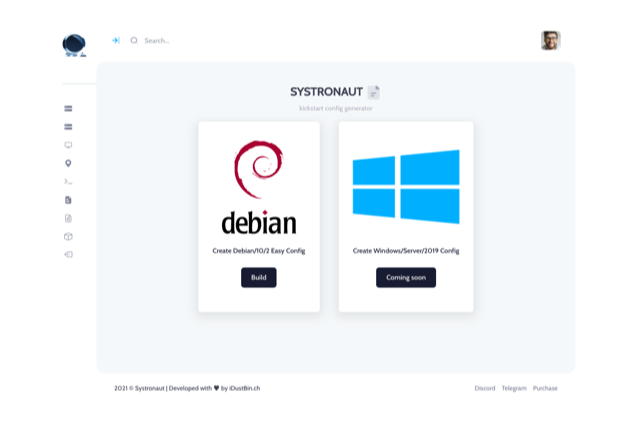 Search...
SYSTRONAUT
kickstart config generator
debian
Create Debian/10/2 Easy Config
Create Windows/Server/2019 Config
Build
Coming soon
2021 © Systronaut | Developed with ♥ by iDustBin.ch
Discord Telegram Purchase